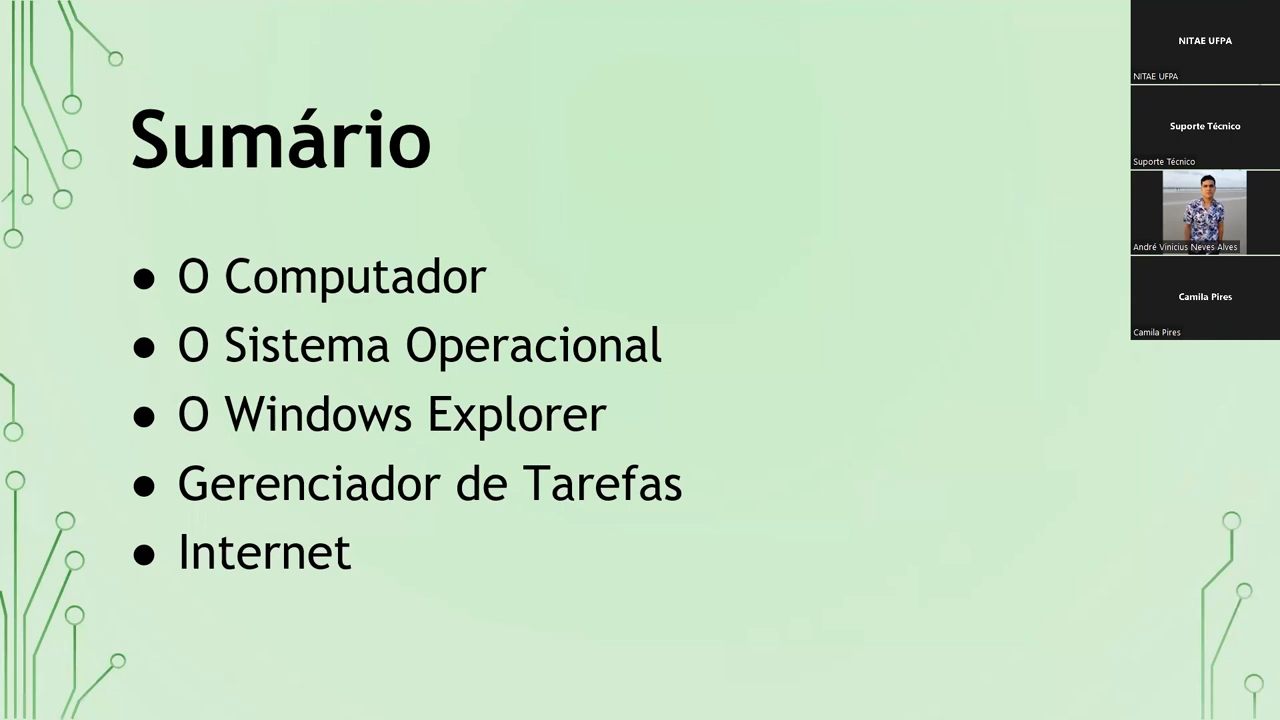 Sumário
● O Computador
● O Sistema Operacional
● O Windows Explorer
● Gerenciador de Tarefas
● Internet
NITAE UFPA
NITAE UFPA
Suporte Técnico
Suporte Técnico
André Vinicius Neves Alves
Camila Pires
Camila Pires